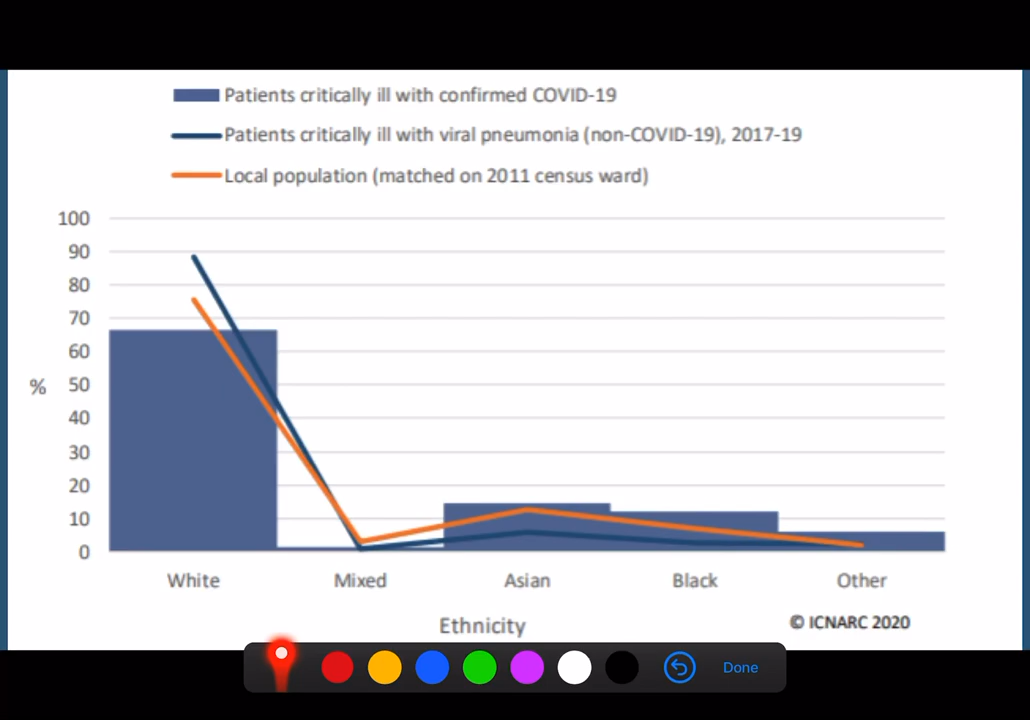 Patients critically ill with confirmed COVID-19
Patients critically ill with viral pneumonia (non-COVID-19), 2017-19
Local population (matched on 2011 census ward)
100
90
80
70
60
%
50
40
30
20
10
0
White Mixed Asian Black Other
Ethnicity
© ICNARC 2020
Done